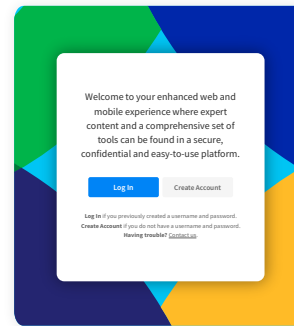 Welcome to your enhanced web and
mobile experience where expert
content and a comprehensive set of
tools can be found in a secure,
confidential and easy-to-use platform.
Log In Create Account
Log In if you previously created a username and password.
Create Account if you do not have a username and password.
Having trouble? Contact us.